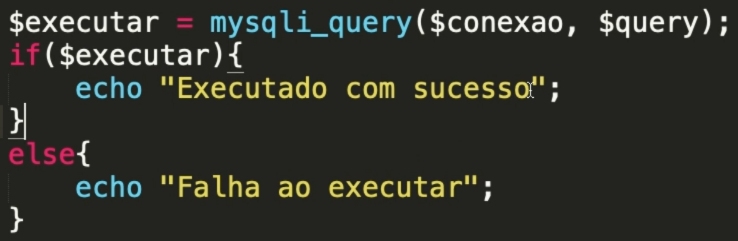 $executar = mysqli_query($conexao, $query);
if($executar){
    echo "Executado com sucesso";
}
else{
    echo "Falha ao executar";
}